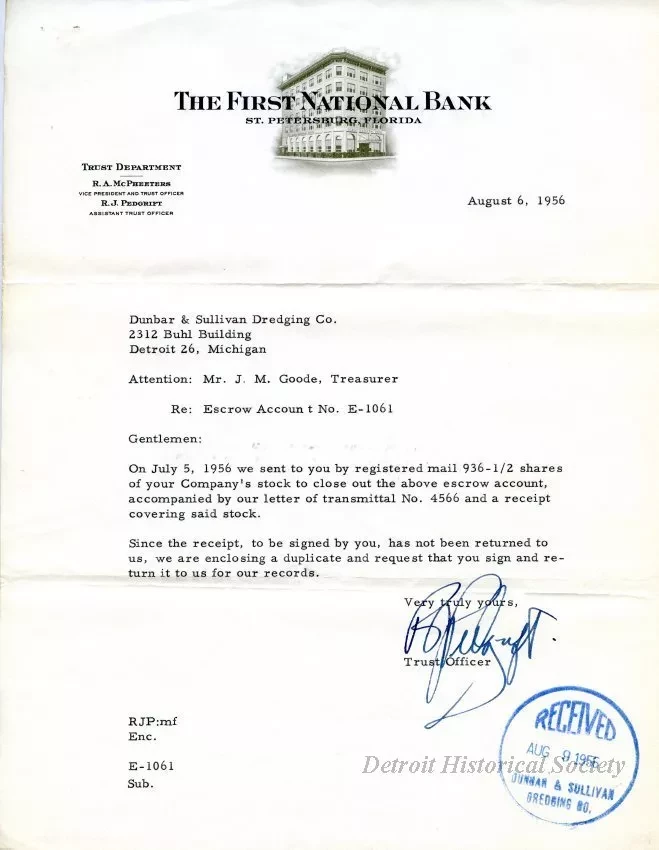 THE FIRST NATIONAL BANK
ST. PETERSBURG, FLORIDA
TRUST DEPARTMENT
R. A. MCPHEETERS
VICE PRESIDENT AND TRUST OFFICER
R. J. PEDGRIFT
ASSISTANT TRUST OFFICER
August 6, 1956
Dunbar & Sullivan Dredging Co.
2312 Buhl Building
Detroit 26, Michigan
Attention: Mr. J. M. Goode, Treasurer
Re: Escrow Accoun t No. E-1061
Gentlemen:
On July 5, 1956 we sent to you by registered mail 936-1/2 shares
of your Company's stock to close out the above escrow account,
accompanied by our letter of transmittal No. 4566 and a receipt
covering said stock.
Since the receipt, to be signed by you, has not been returned to
us, we are enclosing a duplicate and request that you sign and re-
turn it to us for our records.
Very truly yours,
Trust Officer
RJP:mf
Enc.
E-1061
Sub.
RECEIVED
AUG 8 1956
DUNBAR & SULLIVAN
DREDGING CO.
Detroit Historical Society